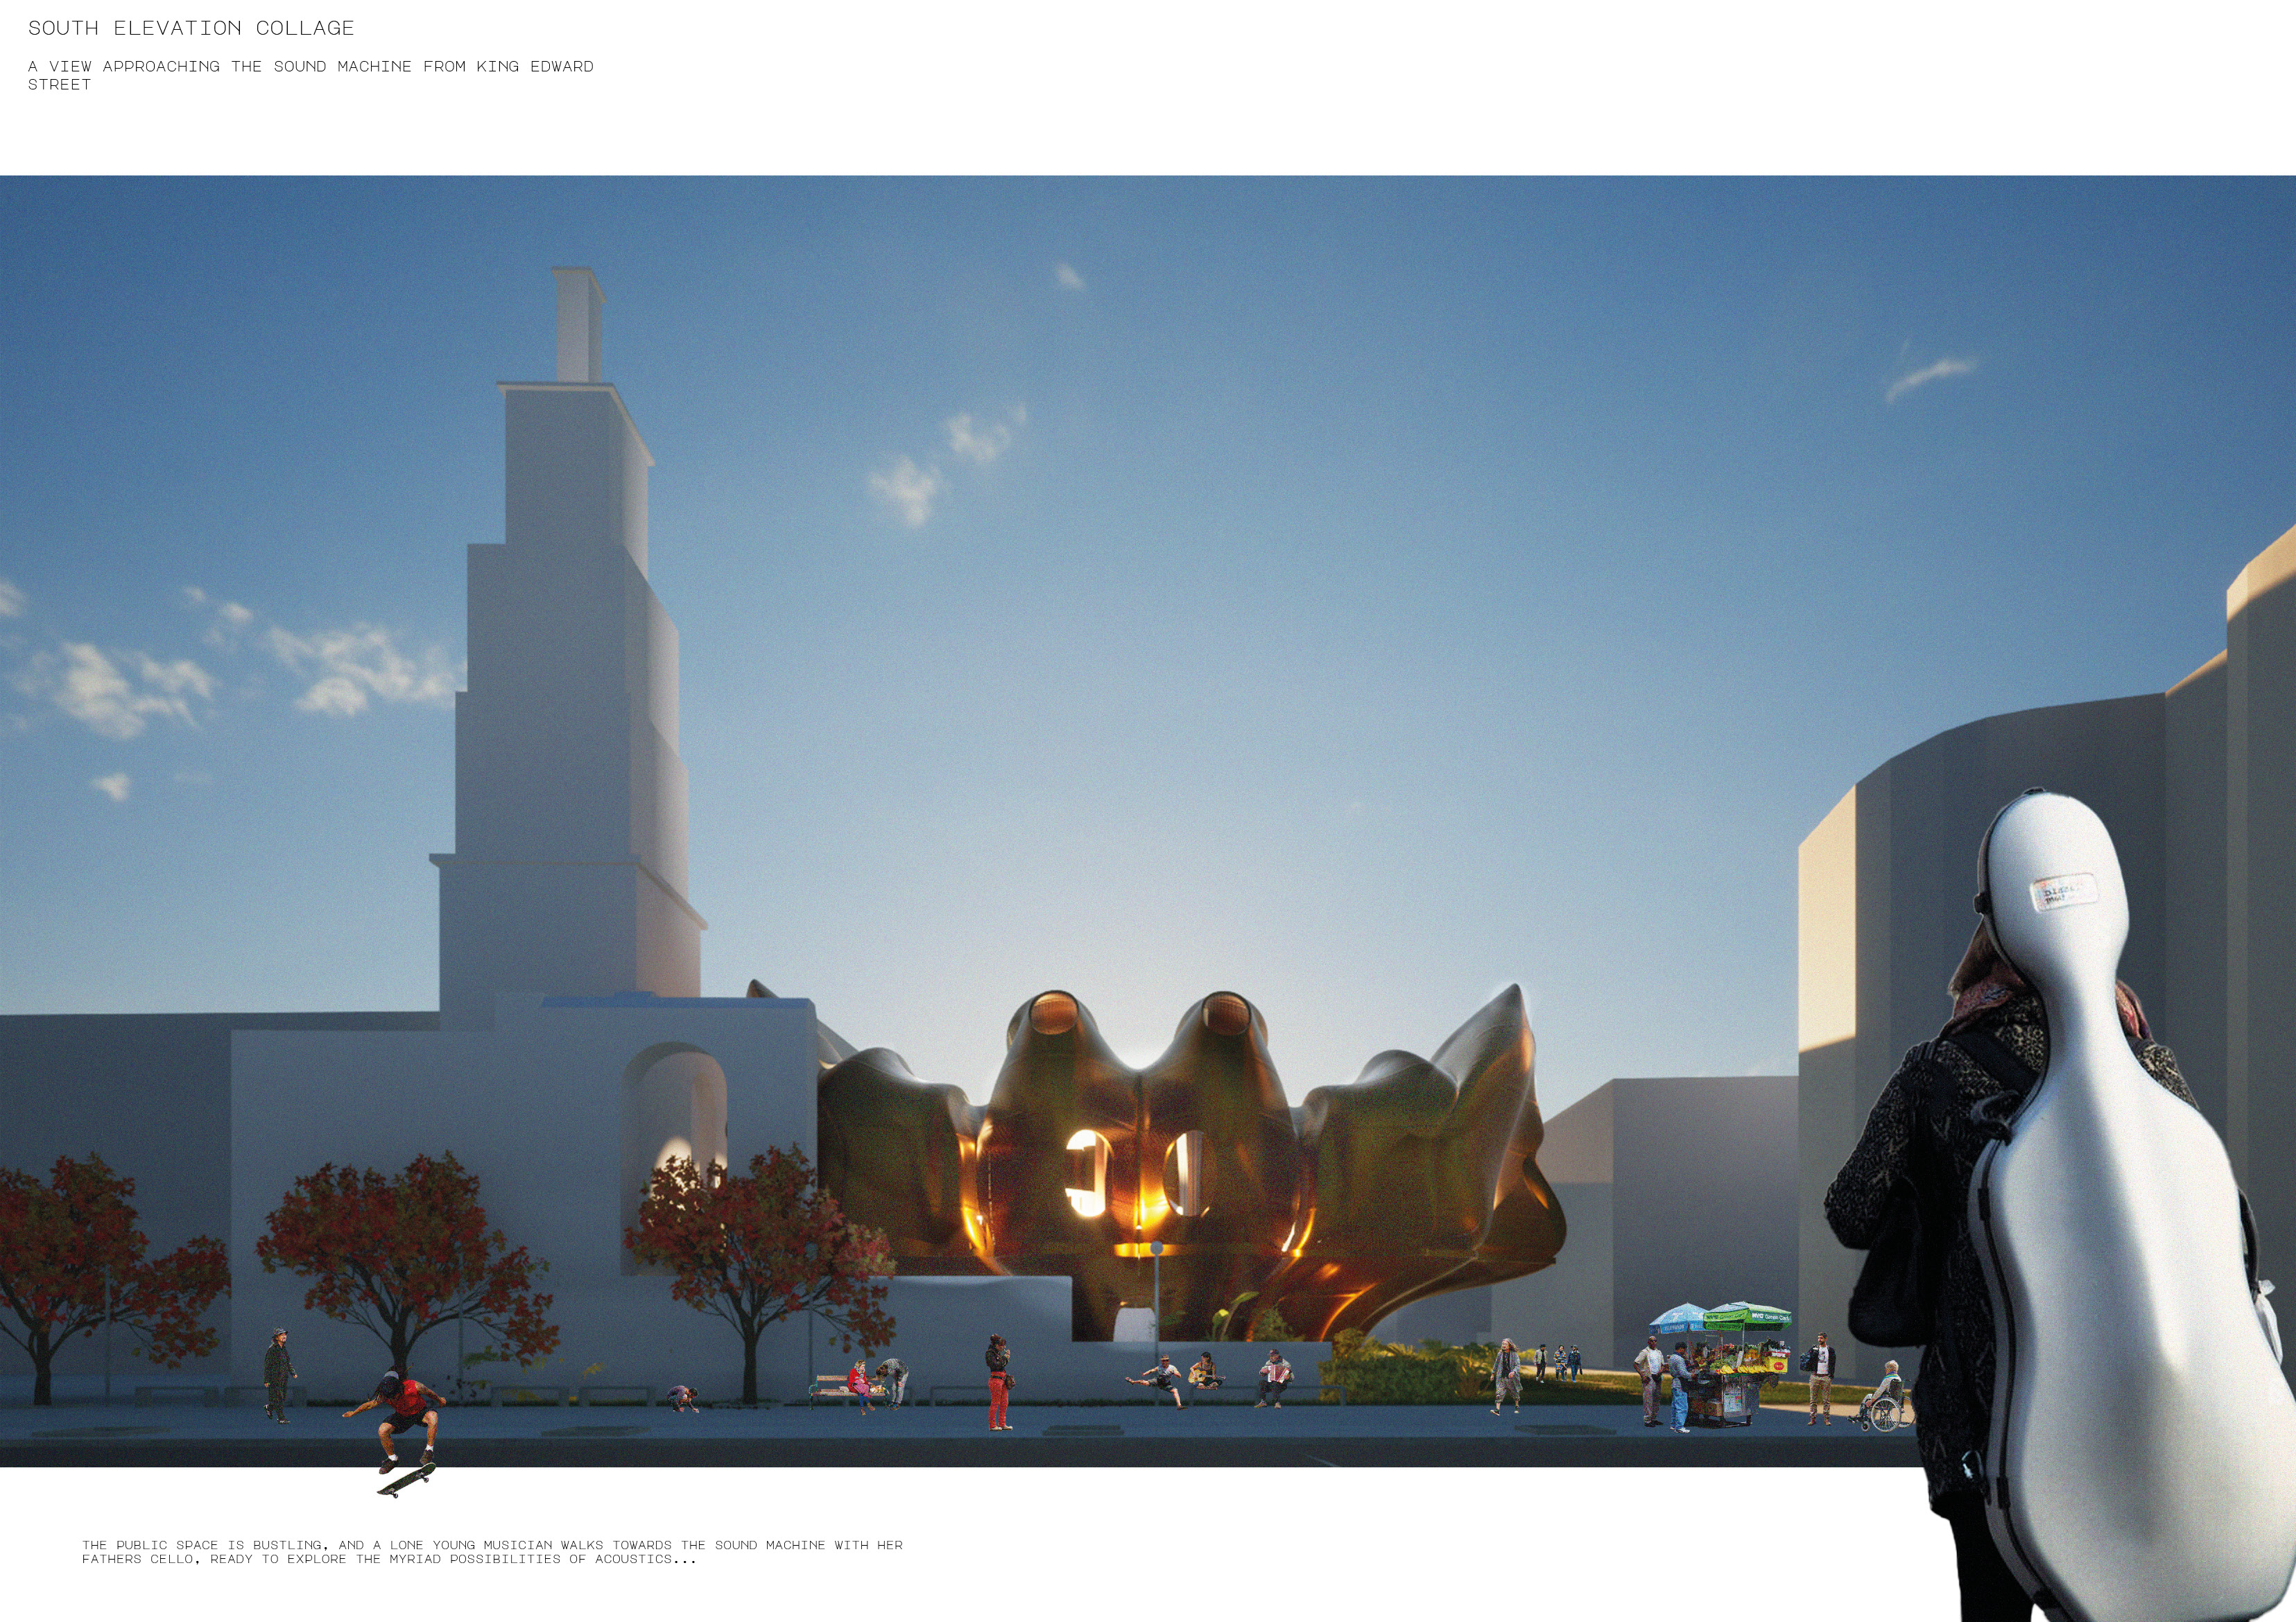 SOUTH ELEVATION COLLAGE
A VIEW APPROACHING THE SOUND MACHINE FROM KING EDWARD
STREET
THE PUBLIC SPACE IS BUSTLING, AND A LONE YOUNG MUSICIAN WALKS TOWARDS THE SOUND MACHINE WITH HER
FATHERS CELLO, READY TO EXPLORE THE MYRIAD POSSIBILITIES OF ACOUSTICS...